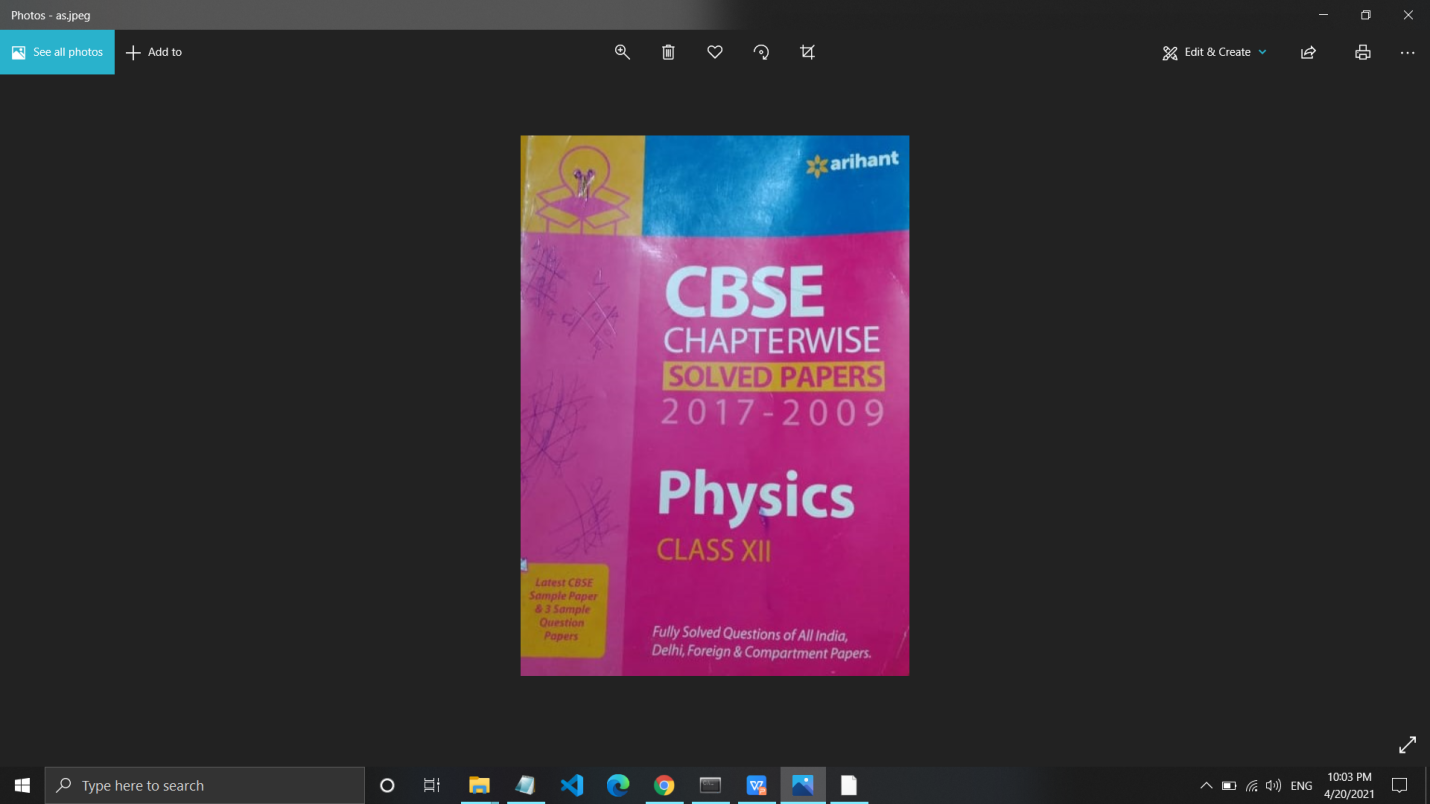 Photos - as.jpeg
See all photos
Add to
Edit & Create
arihant
CBSE
CHAPTERWISE
SOLVED PAPERS
2017-2009
Physics
CLASS XII
Latest CBSE
Sample Paper
& 3 Sample
Question
Papers
Fully Solved Questions of All India,
Delhi, Foreign & Compartment Papers.
Type here to search
ENG
10:03 PM
4/20/2021